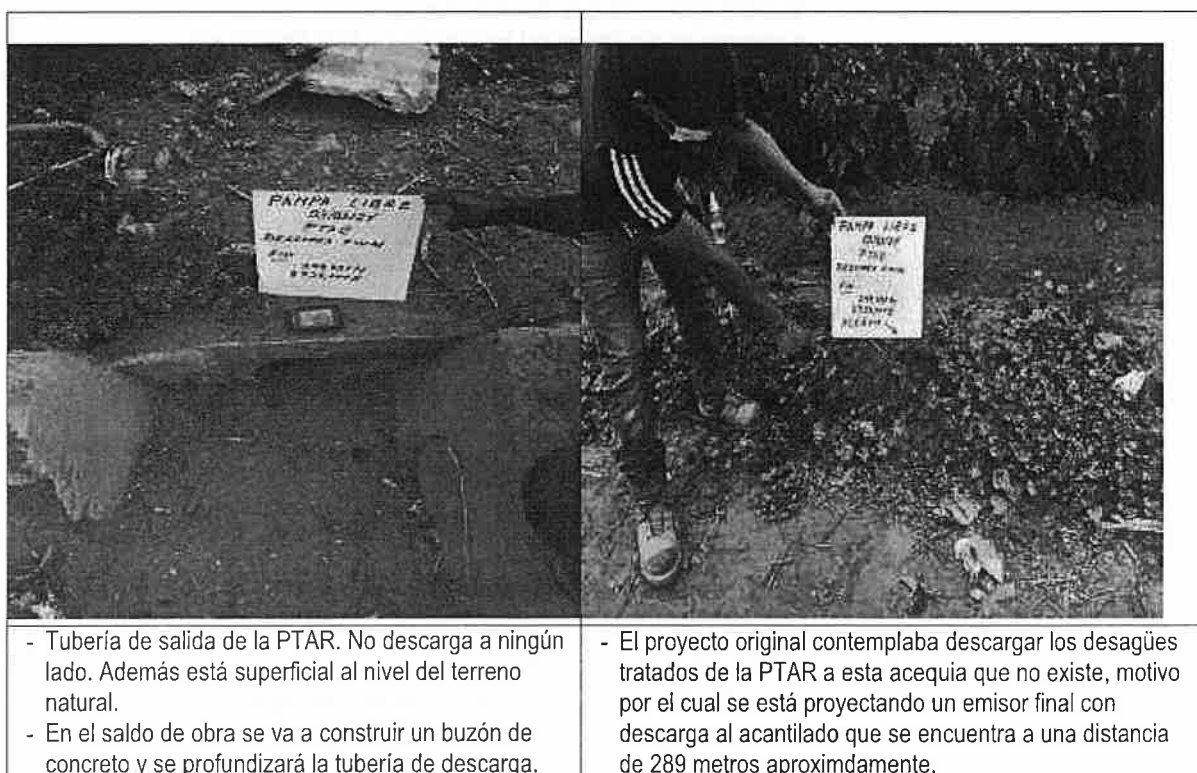 PAMPA LIBRE
PTAR
DESCARGA FINAL
PAMPA LIBRE
PTAR
DESCARGA FINAL
- Tubería de salida de la PTAR. No descarga a ningún
lado. Además está superficial al nivel del terreno
natural.
- En el saldo de obra se va a construir un buzón de
concreto y se profundizará la tubería de descarga.
- El proyecto original contemplaba descargar los desagües
tratados de la PTAR a esta acequia que no existe, motivo
por el cual se está proyectando un emisor final con
descarga al acantilado que se encuentra a una distancia
de 289 metros aproximdamente.